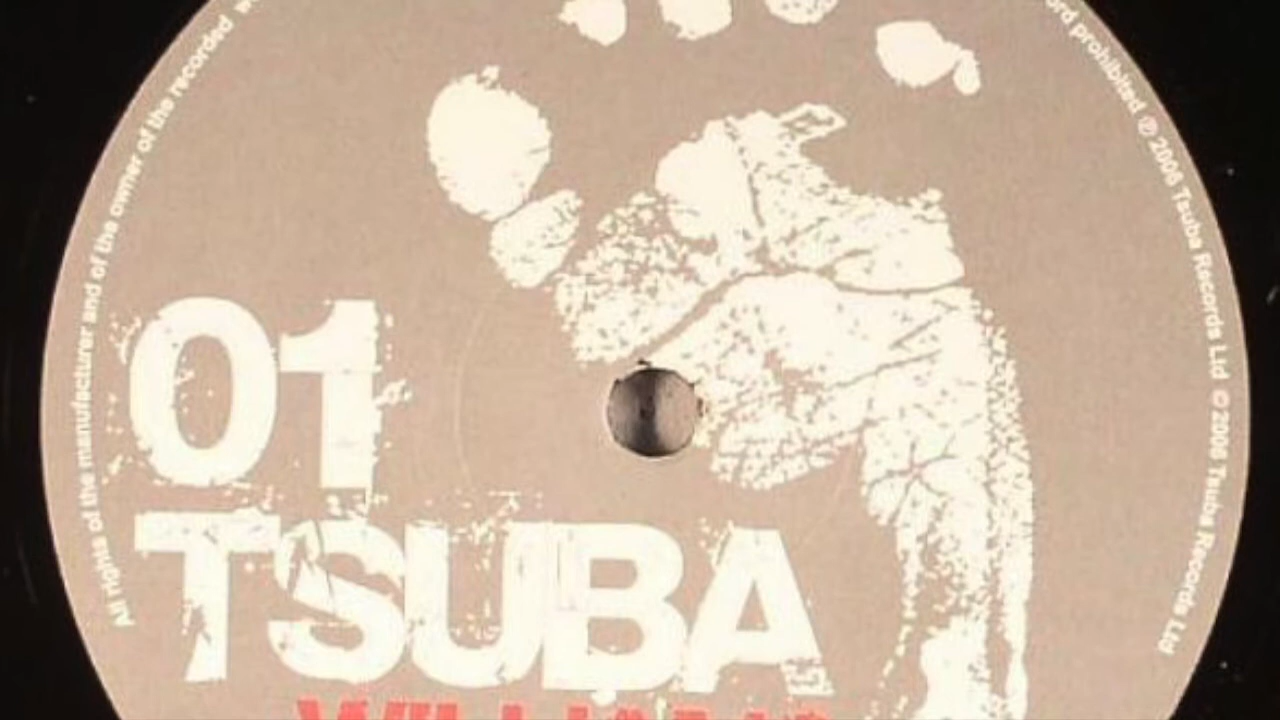 All rights of the manufacturer and of the owner of the recorded
prohibited ℗ 2006 Tsuba Records Ltd © 2006 Tsuba Records Ltd
01
TSUBA